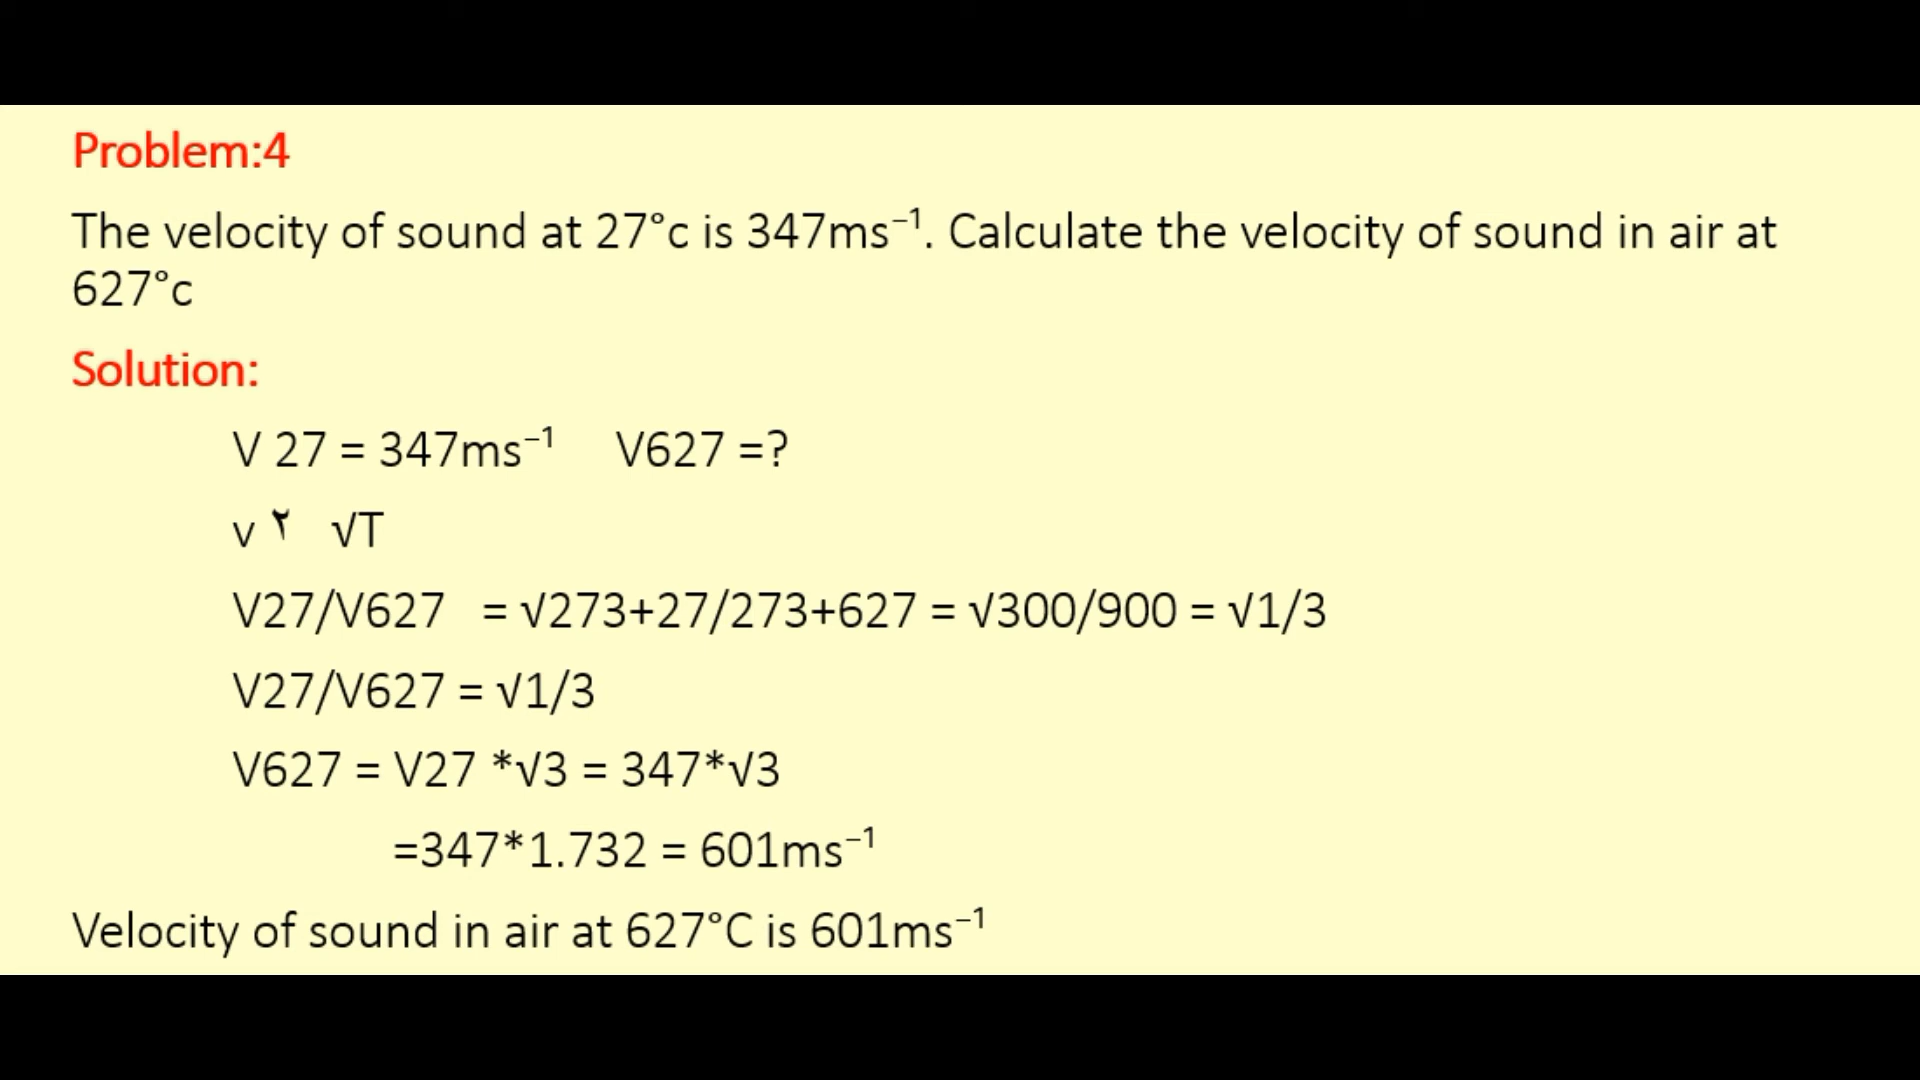 Problem:4
The velocity of sound at 27°c is 347ms⁻¹. Calculate the velocity of sound in air at
627°c
Solution:
V 27 = 347ms⁻¹ V627 =?
v ٢ √T
V27/V627 = √273+27/273+627 = √300/900 = √1/3
V27/V627 = √1/3
V627 = V27 *√3 = 347*√3
=347*1.732 = 601ms⁻¹
Velocity of sound in air at 627°C is 601ms⁻¹